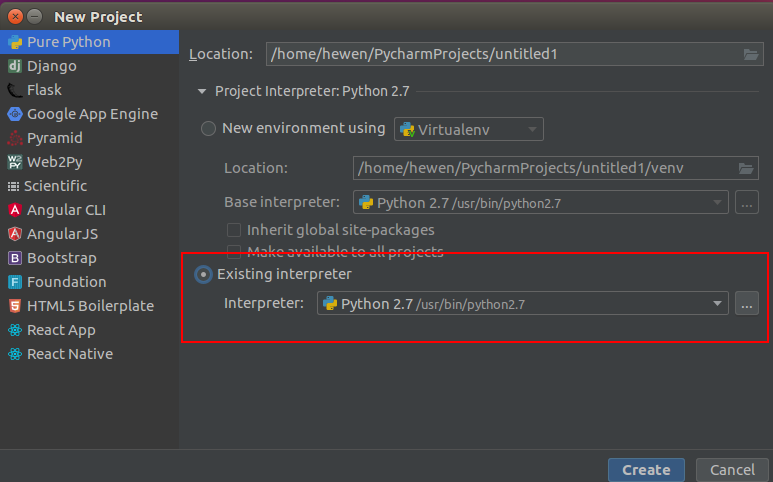 New Project
Pure Python
Django
Flask
Google App Engine
Pyramid
Web2Py
Scientific
Angular CLI
AngularJS
Bootstrap
Foundation
HTML5 Boilerplate
React App
React Native
Location: /home/hewen/PycharmProjects/untitled1
Project Interpreter: Python 2.7
New environment using Virtualenv
Location: /home/hewen/PycharmProjects/untitled1/venv
Base interpreter: Python 2.7 /usr/bin/python2.7 ...
Inherit global site-packages
Make available to all projects
Existing interpreter
Interpreter: Python 2.7 /usr/bin/python2.7 ...
Create Cancel